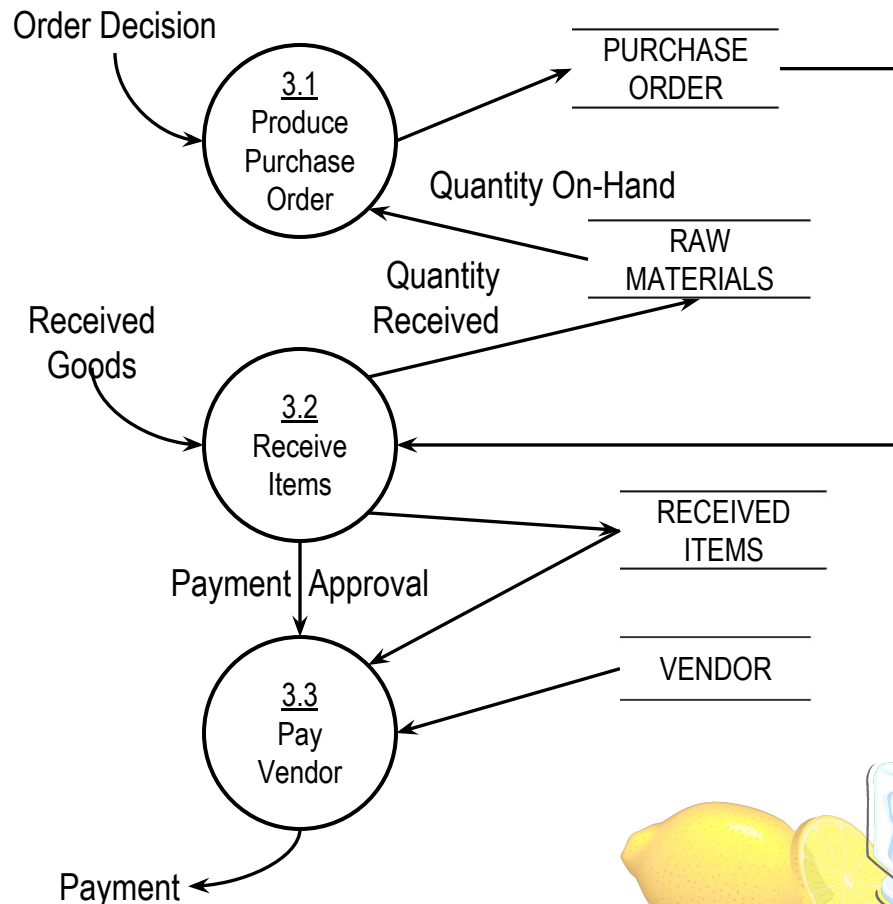 Order Decision
3.1
Produce
Purchase
Order
PURCHASE
ORDER
Quantity On-Hand
RAW
MATERIALS
Quantity
Received
Received
Goods
3.2
Receive
Items
RECEIVED
ITEMS
Payment Approval
VENDOR
3.3
Pay
Vendor
Payment